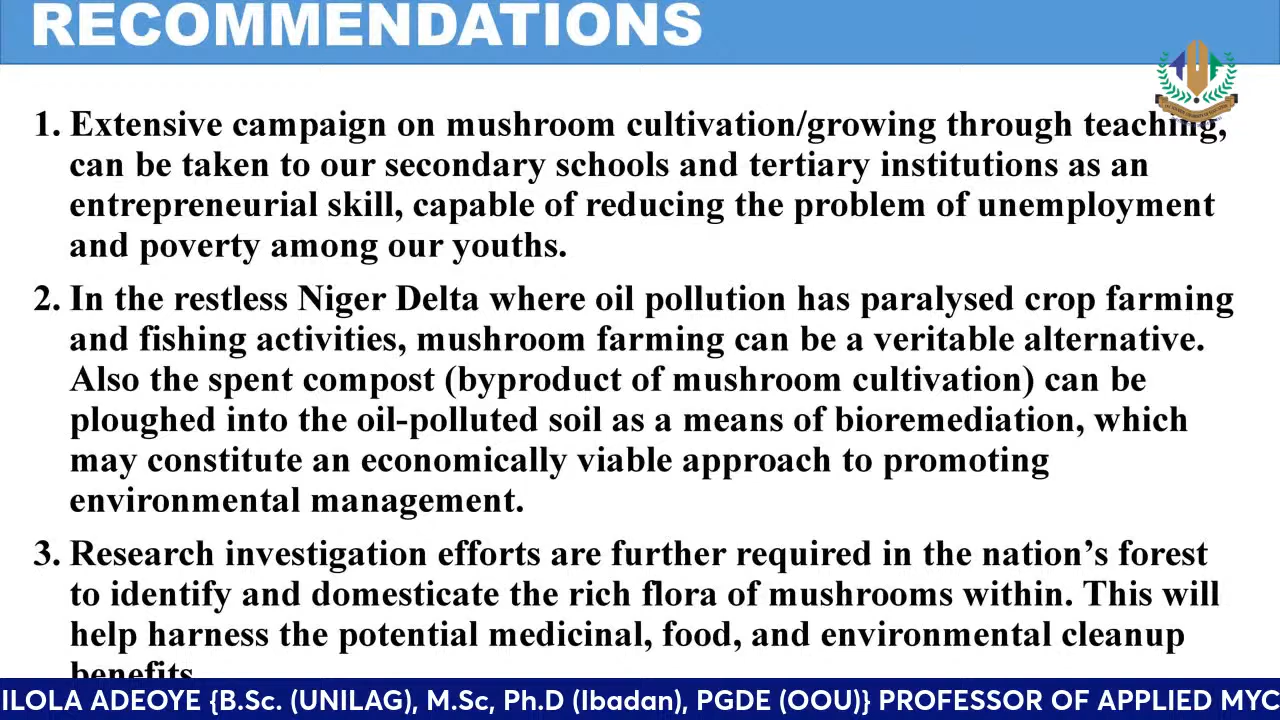 RECOMMENDATIONS
1. Extensive campaign on mushroom cultivation/growing through teaching,
can be taken to our secondary schools and tertiary institutions as an
entrepreneurial skill, capable of reducing the problem of unemployment
and poverty among our youths.
2. In the restless Niger Delta where oil pollution has paralysed crop farming
and fishing activities, mushroom farming can be a veritable alternative.
Also the spent compost (byproduct of mushroom cultivation) can be
ploughed into the oil-polluted soil as a means of bioremediation, which
may constitute an economically viable approach to promoting
environmental management.
3. Research investigation efforts are further required in the nation’s forest
to identify and domesticate the rich flora of mushrooms within. This will
help harness the potential medicinal, food, and environmental cleanup
benefits.
ILOLA ADEOYE {B.Sc. (UNILAG), M.Sc, Ph.D (Ibadan), PGDE (OOU)} PROFESSOR OF APPLIED MYC